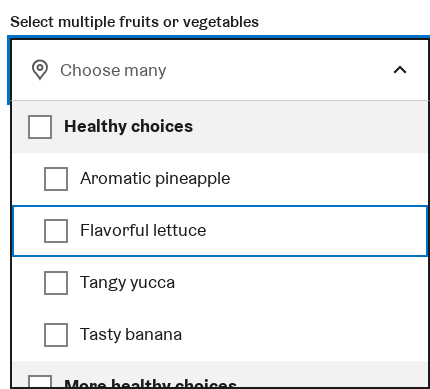 Select multiple fruits or vegetables
Choose many
Healthy choices
Aromatic pineapple
Flavorful lettuce
Tangy yucca
Tasty banana
More healthy choices